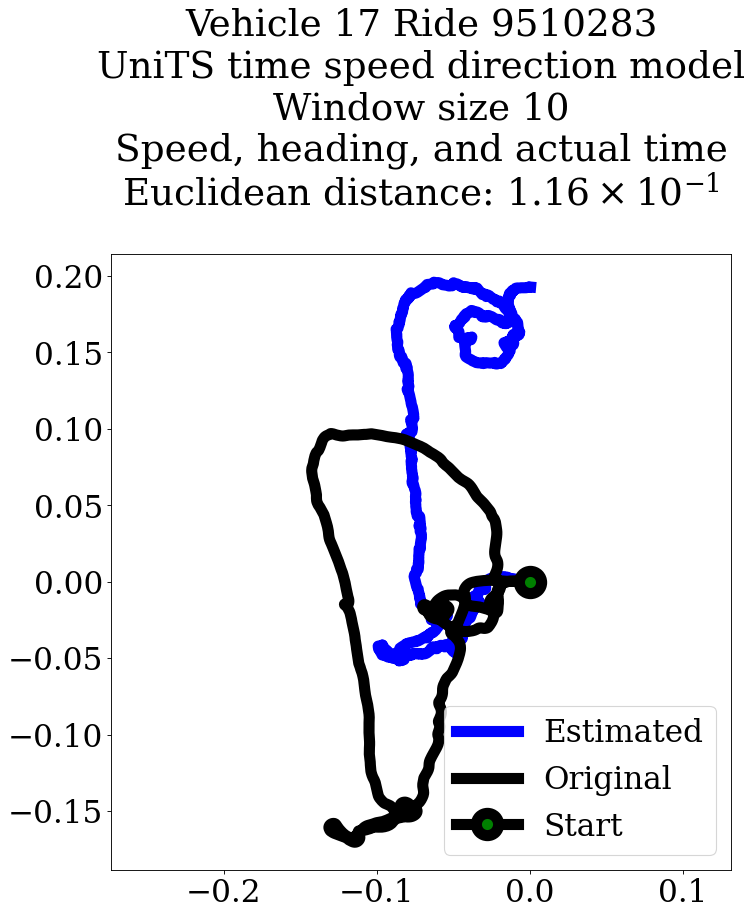 Vehicle 17 Ride 9510283
UniTS time speed direction model
Window size 10
Speed, heading, and actual time
Euclidean distance: 1.16 × 10⁻¹
0.20
0.15
0.10
0.05
0.00
−0.05
−0.10
−0.15
Estimated
Original
Start
−0.2
−0.1
0.0
0.1